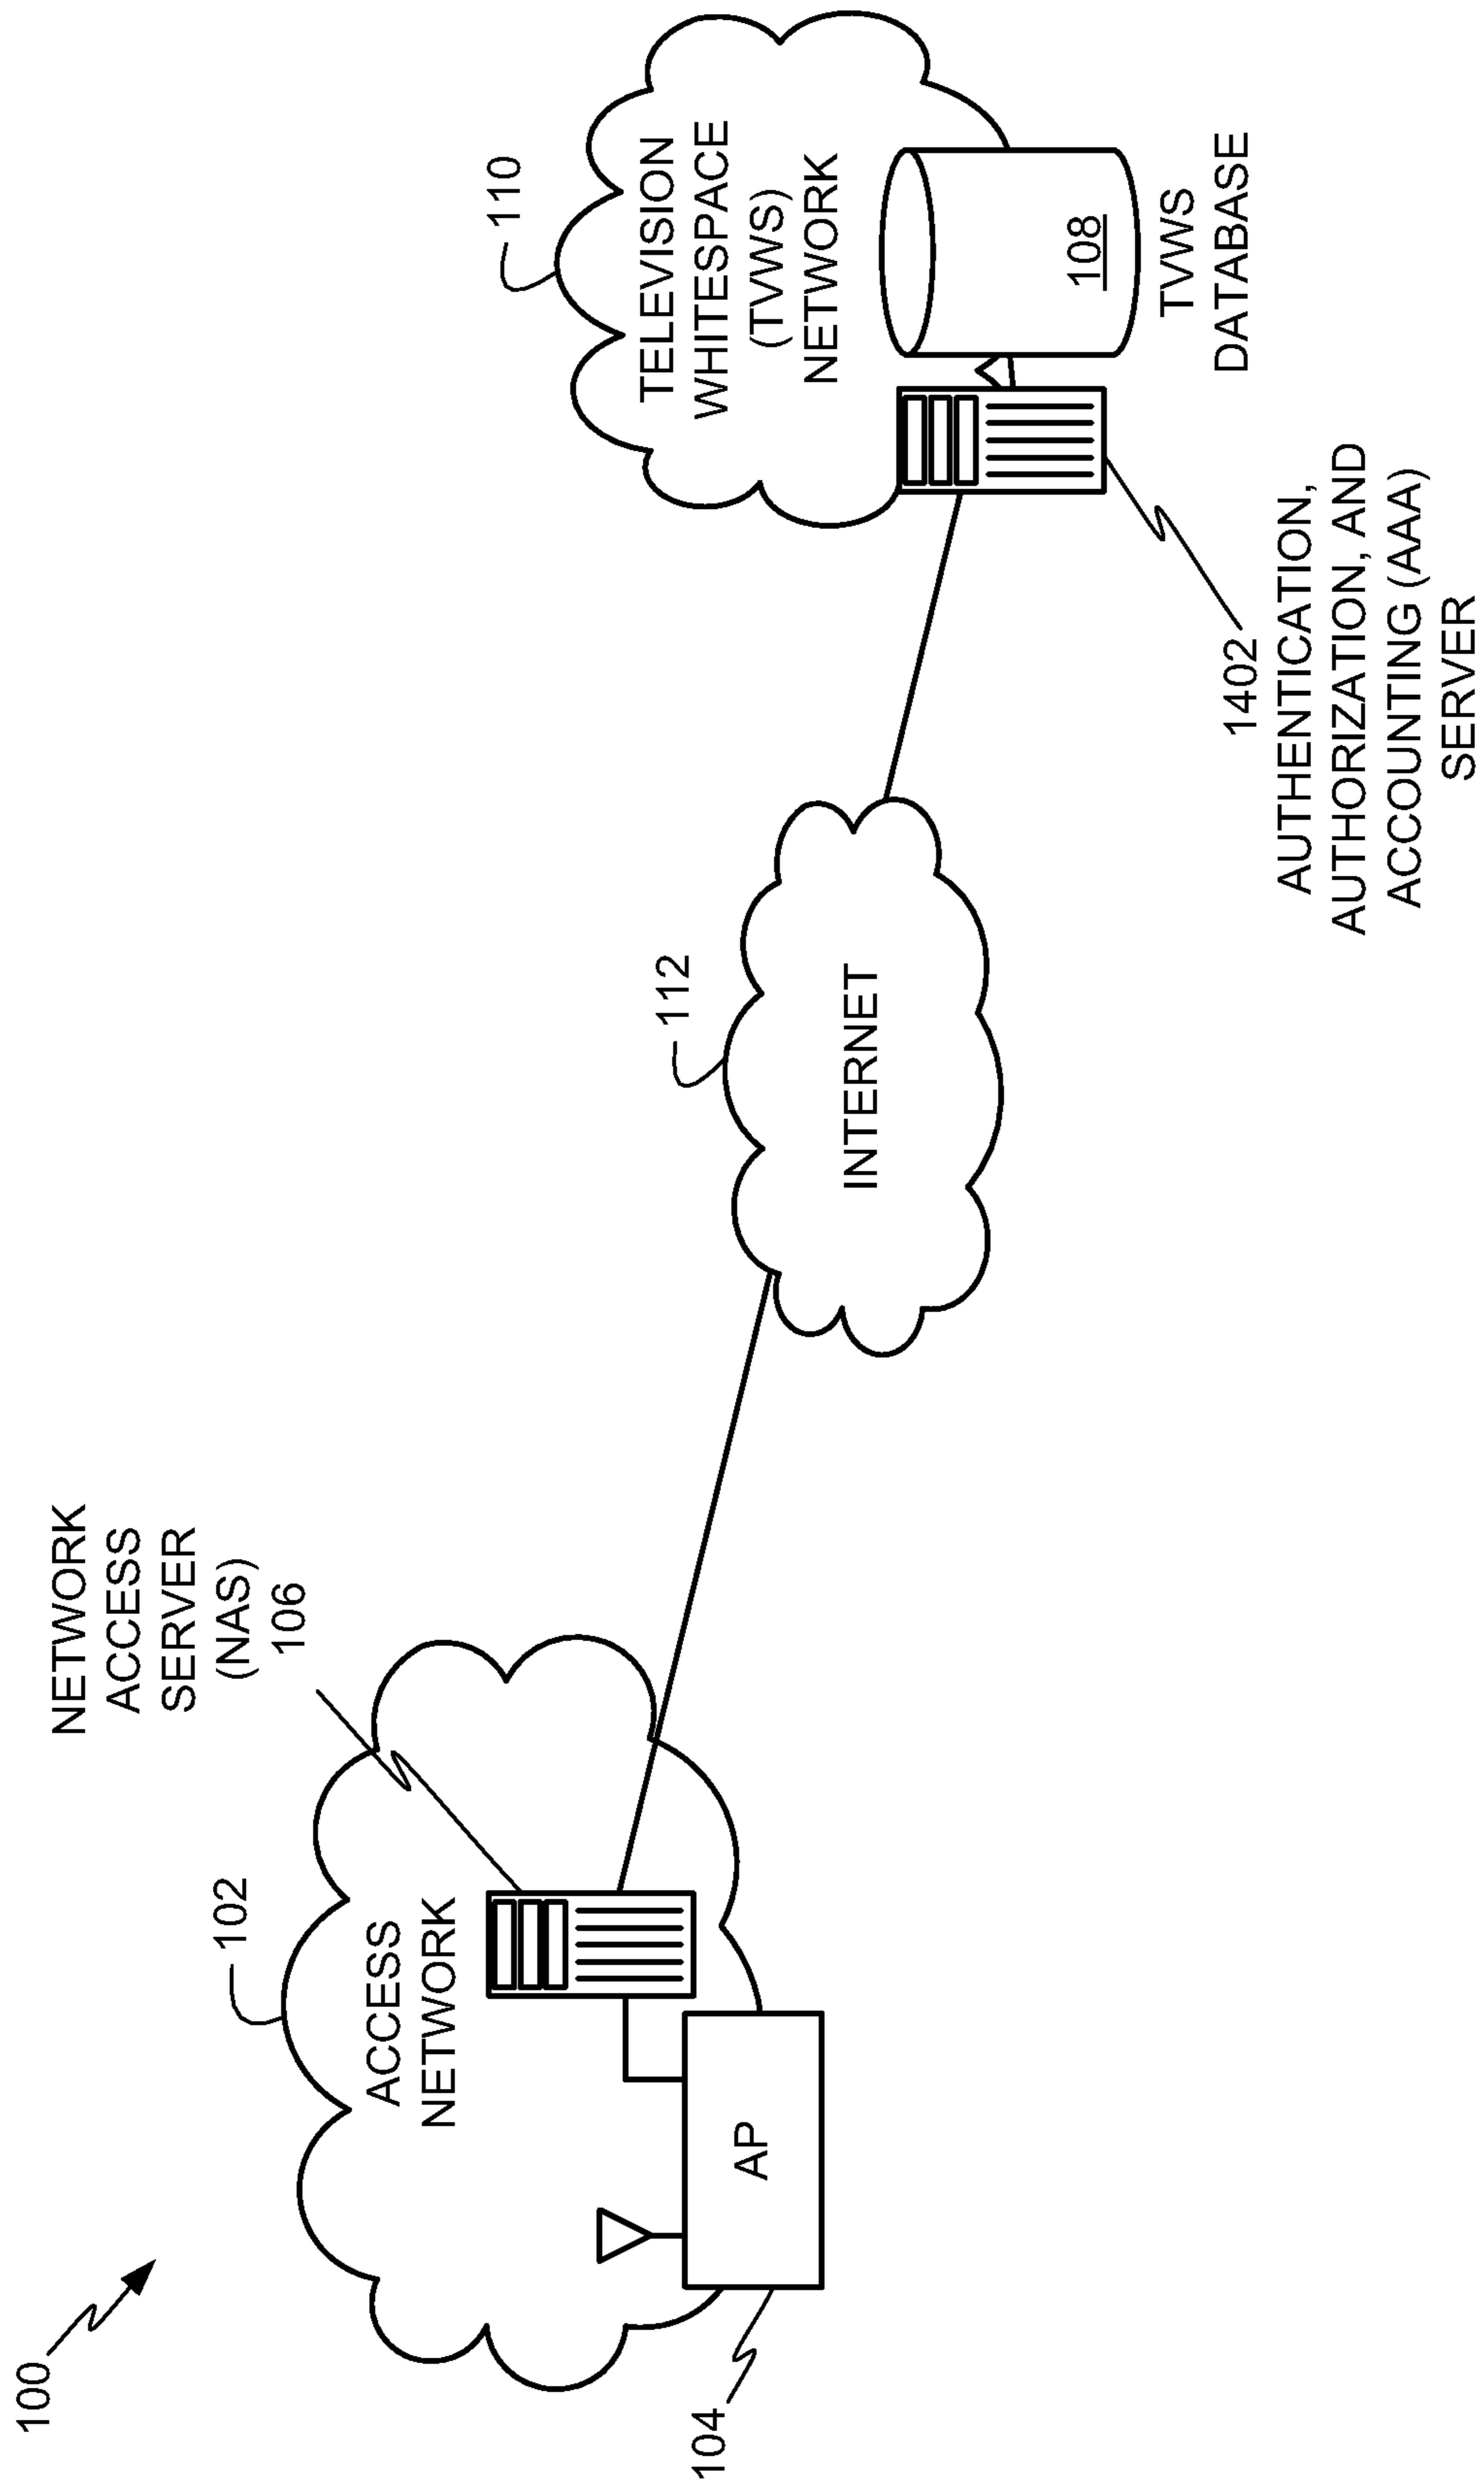 100
102
ACCESS
NETWORK
NETWORK
ACCESS
SERVER
(NAS)
106
AP
104
112
INTERNET
110
TELEVISION
WHITESPACE
(TVWS)
NETWORK
108
TVWS
DATABASE
1402
AUTHENTICATION,
AUTHORIZATION, AND
ACCOUNTING (AAA)
SERVER